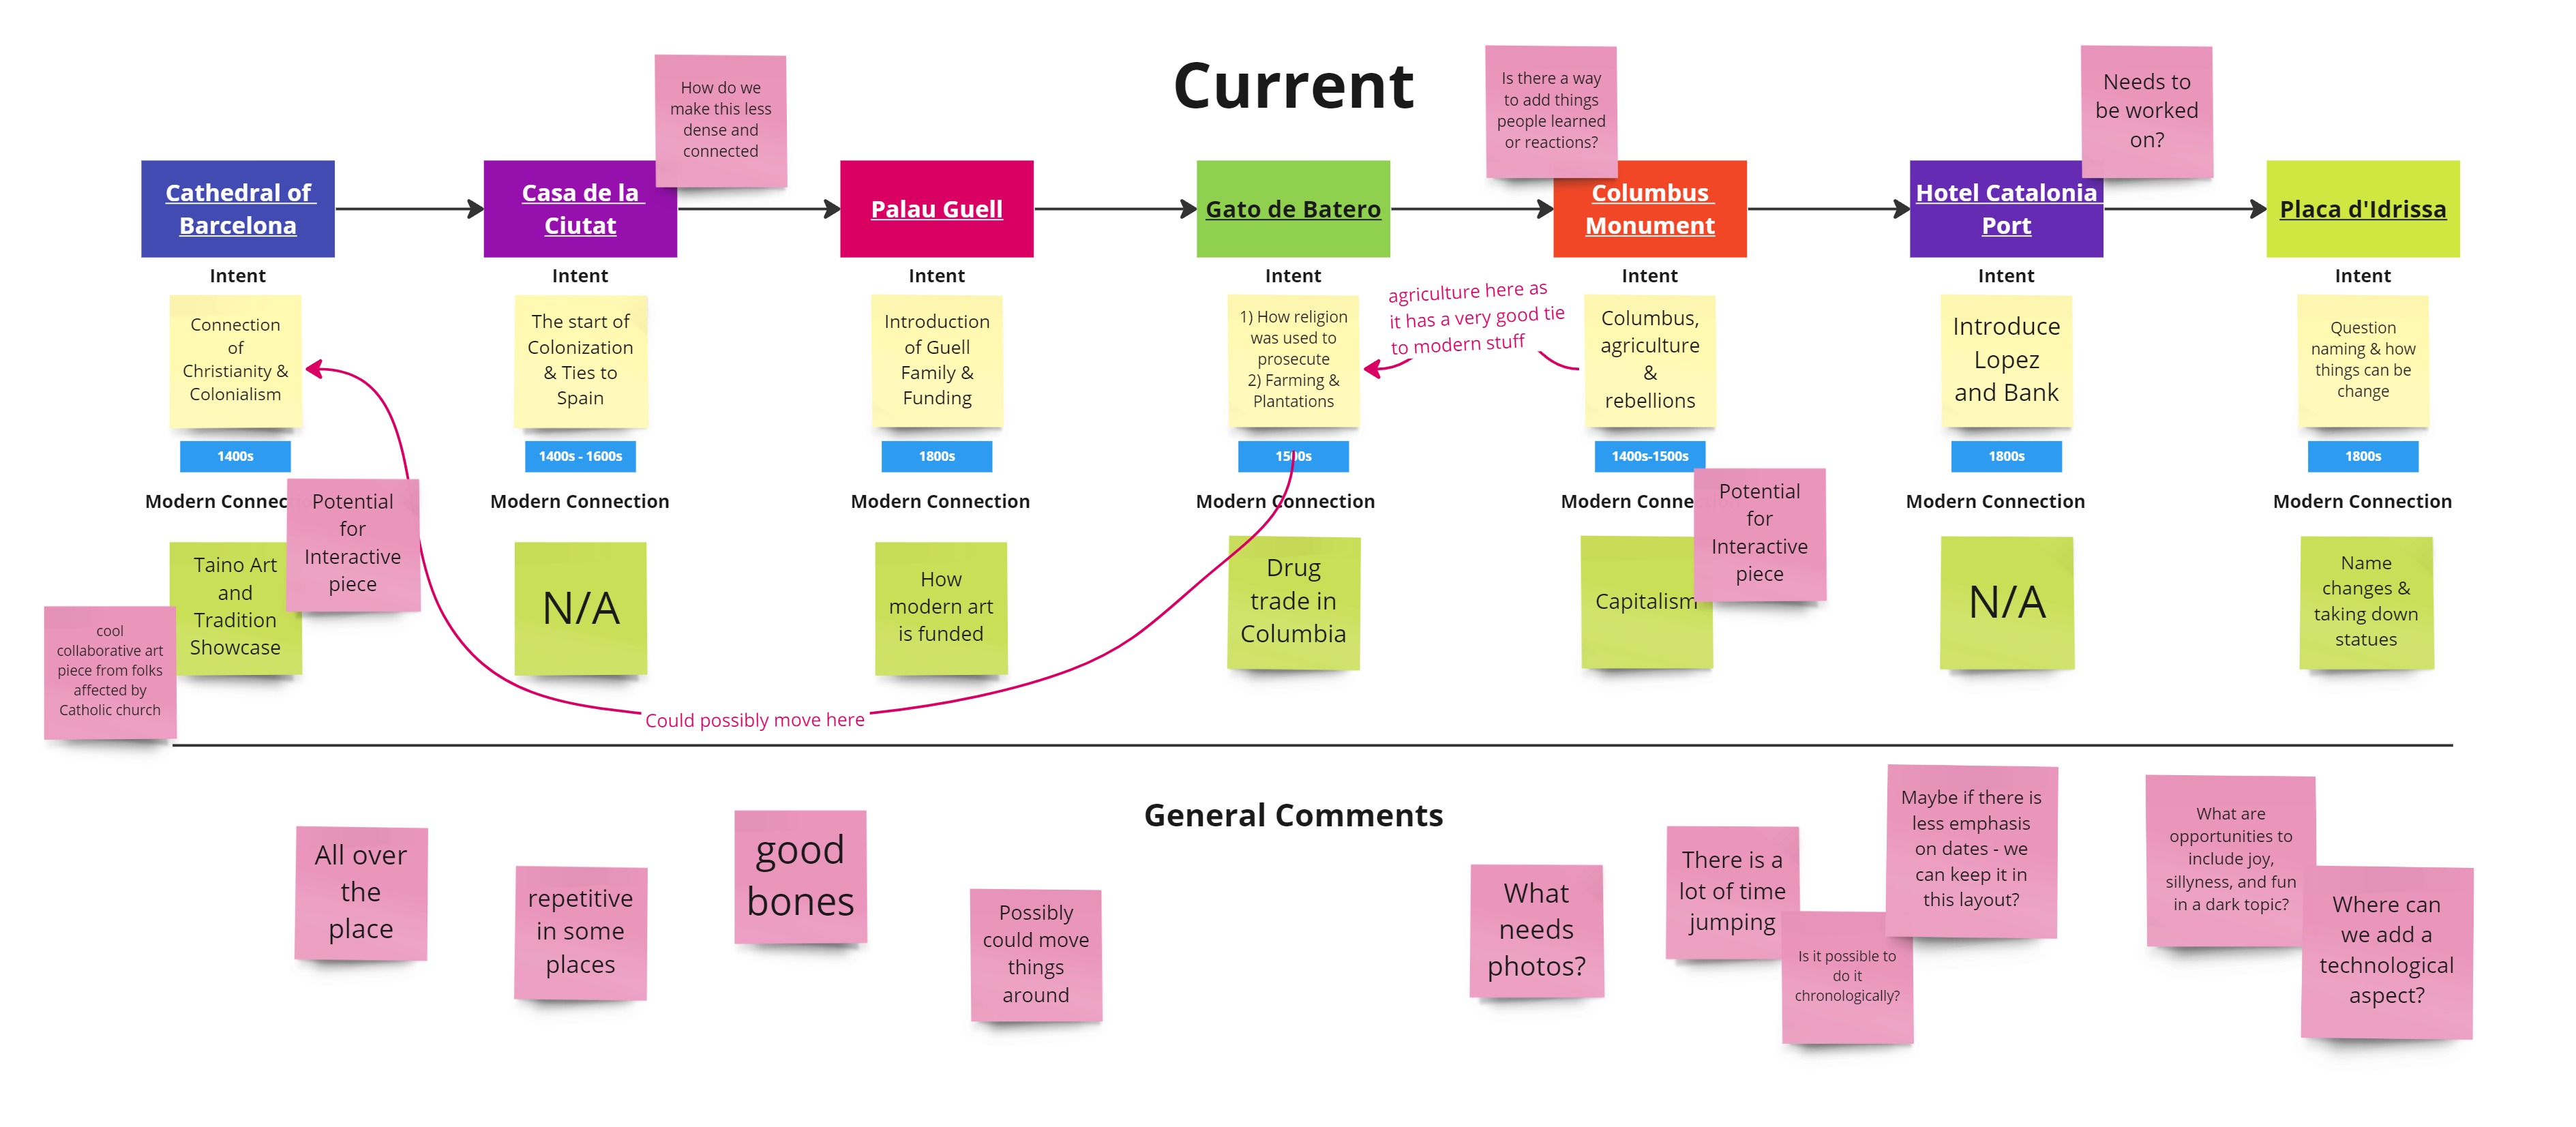 Current
How do we
make this less
dense and
connected
Is there a way
to add things
people learned
or reactions?
Needs to
be worked
on?
Cathedral of
Barcelona
Casa de la
Ciutat
Palau Guell
Gato de Batero
Columbus
Monument
Hotel Catalonia
Port
Placa d'Idrissa
Intent
Intent
Intent
Intent
Intent
Intent
Intent
Connection
of
Christianity &
Colonialism
The start of
Colonization
& Ties to
Spain
Introduction
of Guell
Family &
Funding
1) How religion
was used to
prosecute
2) Farming &
Plantations
agriculture here as
it has a very good tie
to modern stuff
Columbus,
agriculture
&
rebellions
Introduce
Lopez
and Bank
Question
naming & how
things can be
change
1400s
1400s - 1600s
1800s
1500s
1400s-1500s
1800s
1800s
Modern Connec
Modern Connection
Modern Connection
Modern Connection
Modern Conne
Modern Connection
Modern Connection
Potential
for
Interactive
piece
Potential
for
Interactive
piece
Taino Art
and
Tradition
Showcase
N/A
How
modern art
is funded
Drug
trade in
Columbia
Capitalism
N/A
Name
changes &
taking down
statues
cool
collaborative art
piece from folks
affected by
Catholic church
Could possibly move here
General Comments
All over
the
place
repetitive
in some
places
good
bones
Possibly
could move
things
around
What
needs
photos?
There is a
lot of time
jumping
Is it possible to
do it
chronologically?
Maybe if there is
less emphasis
on dates - we
can keep it in
this layout?
What are
opportunities to
include joy,
sillyness, and fun
in a dark topic?
Where can
we add a
technological
aspect?